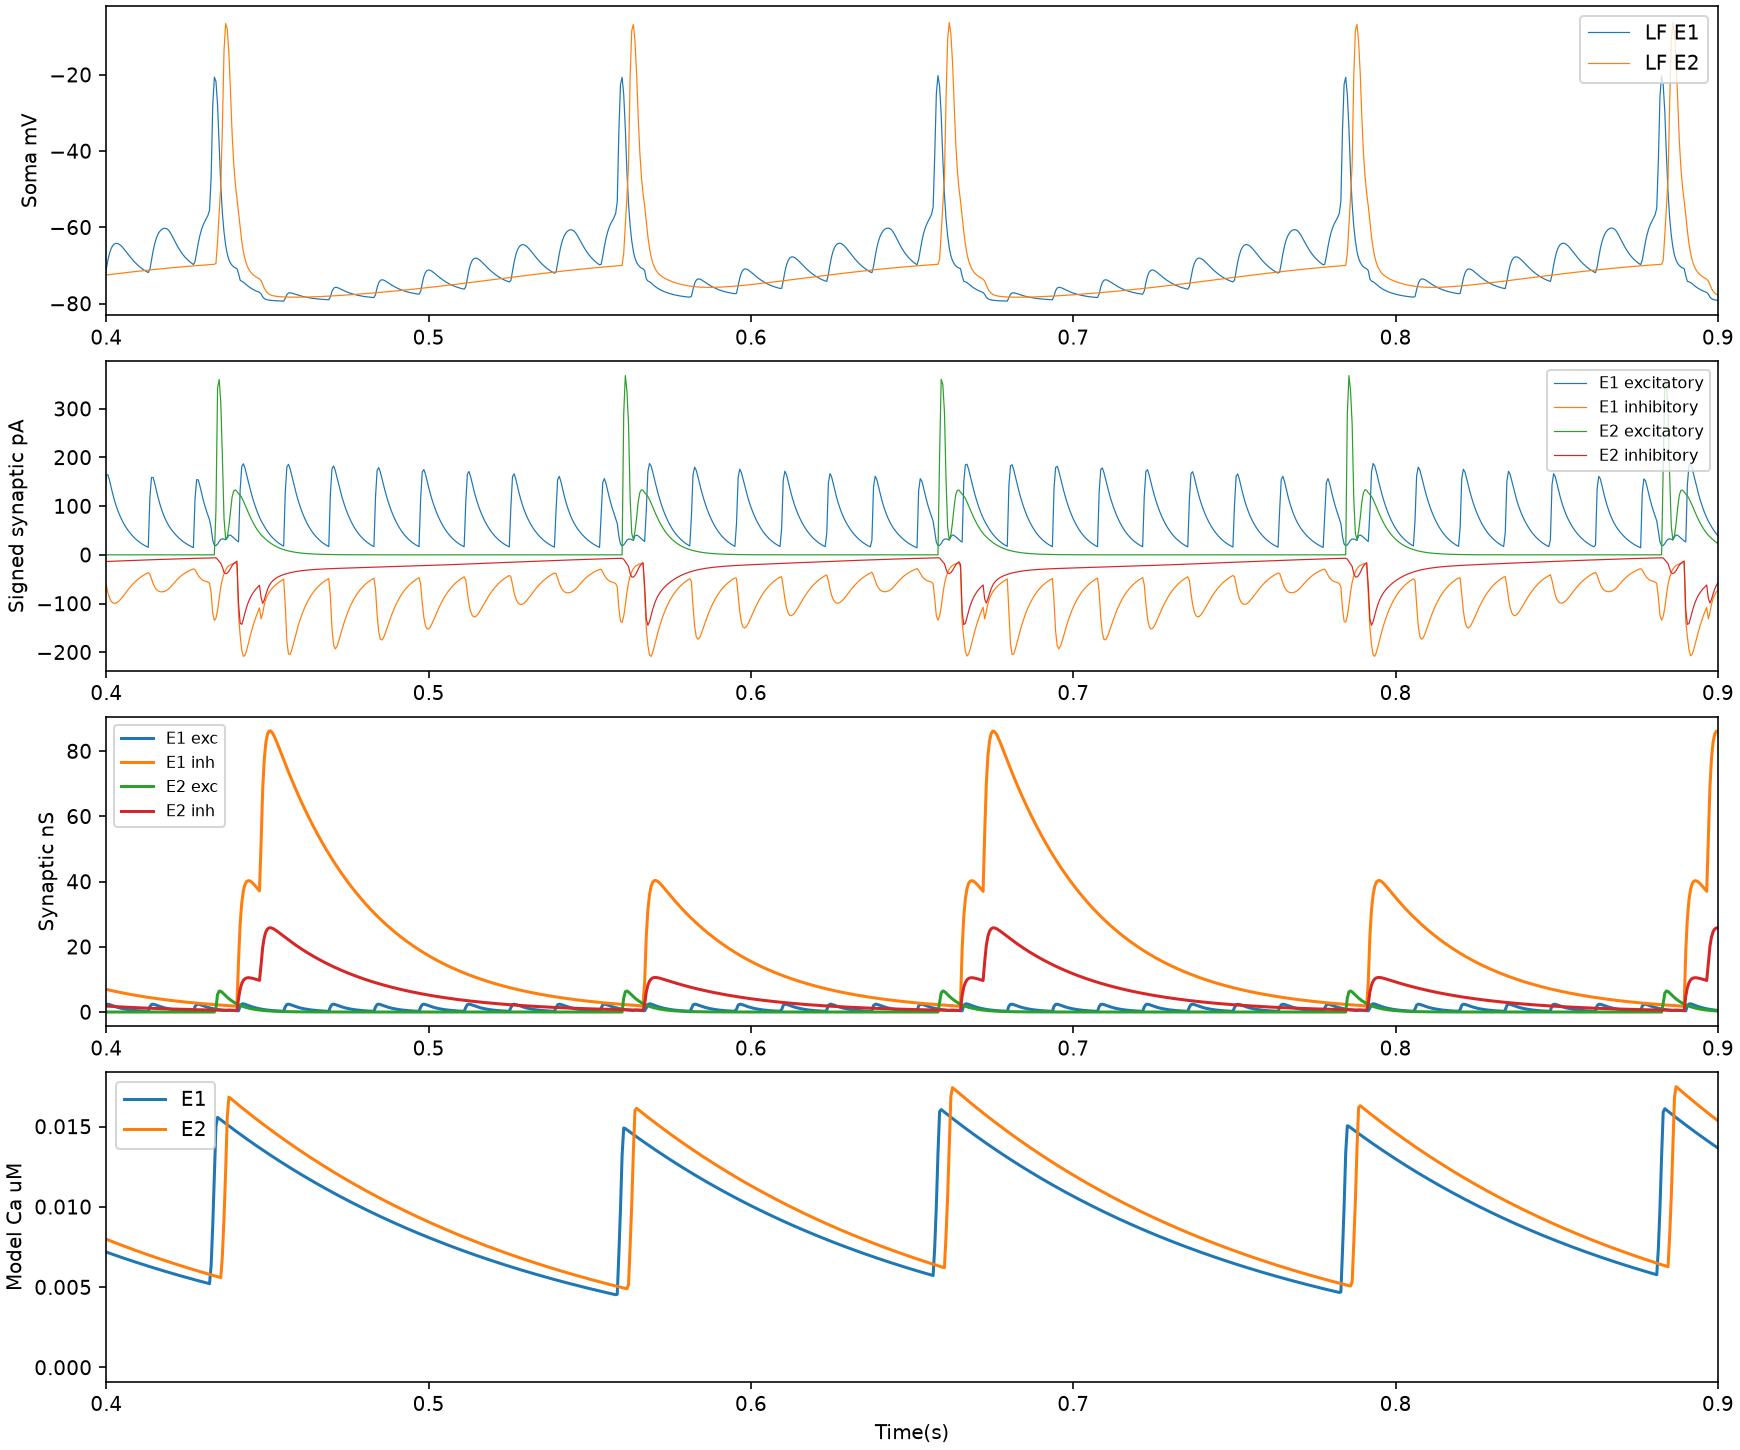 Soma mV
−20
−40
−60
−80
LF E1
LF E2
0.4 0.5 0.6 0.7 0.8 0.9
Signed synaptic pA
300
200
100
0
−100
−200
E1 excitatory
E1 inhibitory
E2 excitatory
E2 inhibitory
0.4 0.5 0.6 0.7 0.8 0.9
Synaptic nS
80
60
40
20
0
E1 exc
E1 inh
E2 exc
E2 inh
0.4 0.5 0.6 0.7 0.8 0.9
Model Ca uM
0.015
0.010
0.005
0.000
E1
E2
0.4 0.5 0.6 0.7 0.8 0.9
Time(s)